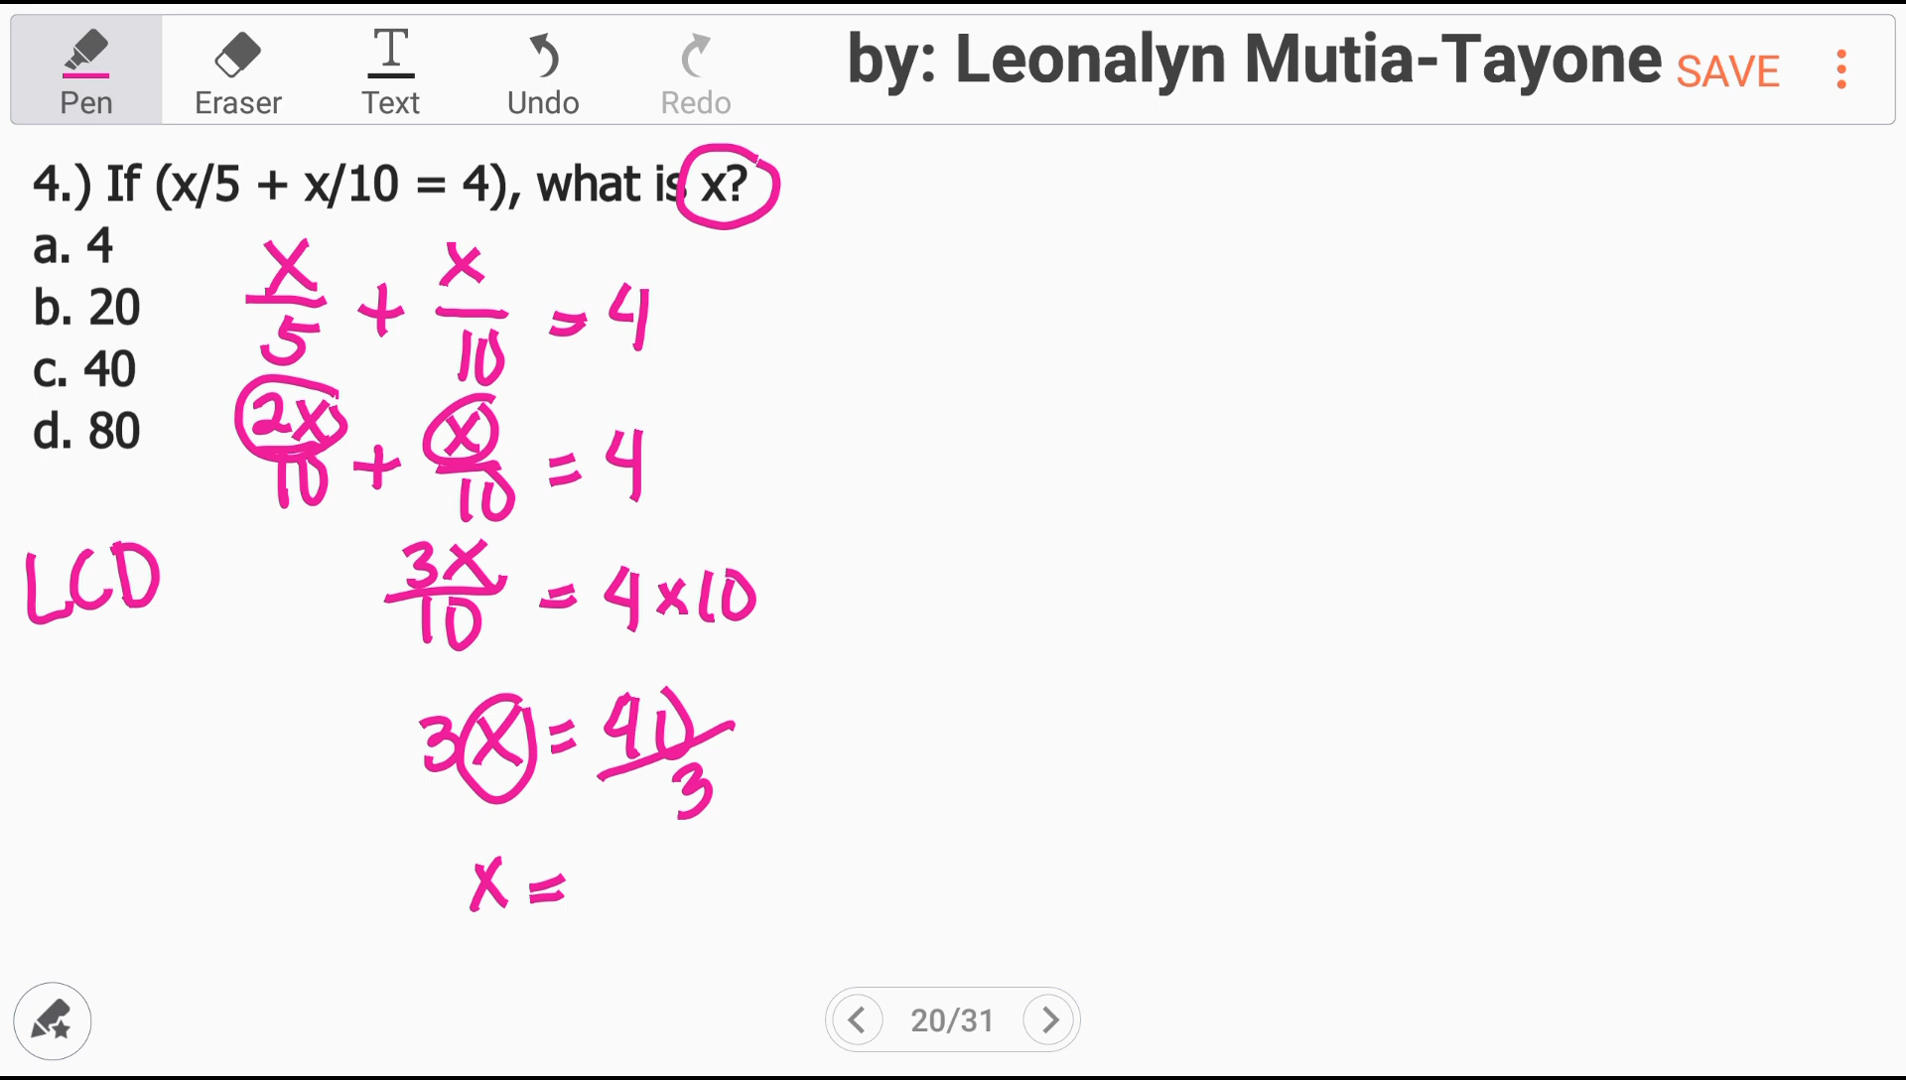 Pen Eraser Text Undo Redo by: Leonalyn Mutia-Tayone SAVE
4.) If (x/5 + x/10 = 4), what is x?
a. 4
b. 20
c. 40
d. 80
x/5 + x/10 = 4
2x/10 + x/10 = 4
LCD
3x/10 = 4 x 10
3x = 40/3
x =
20/31